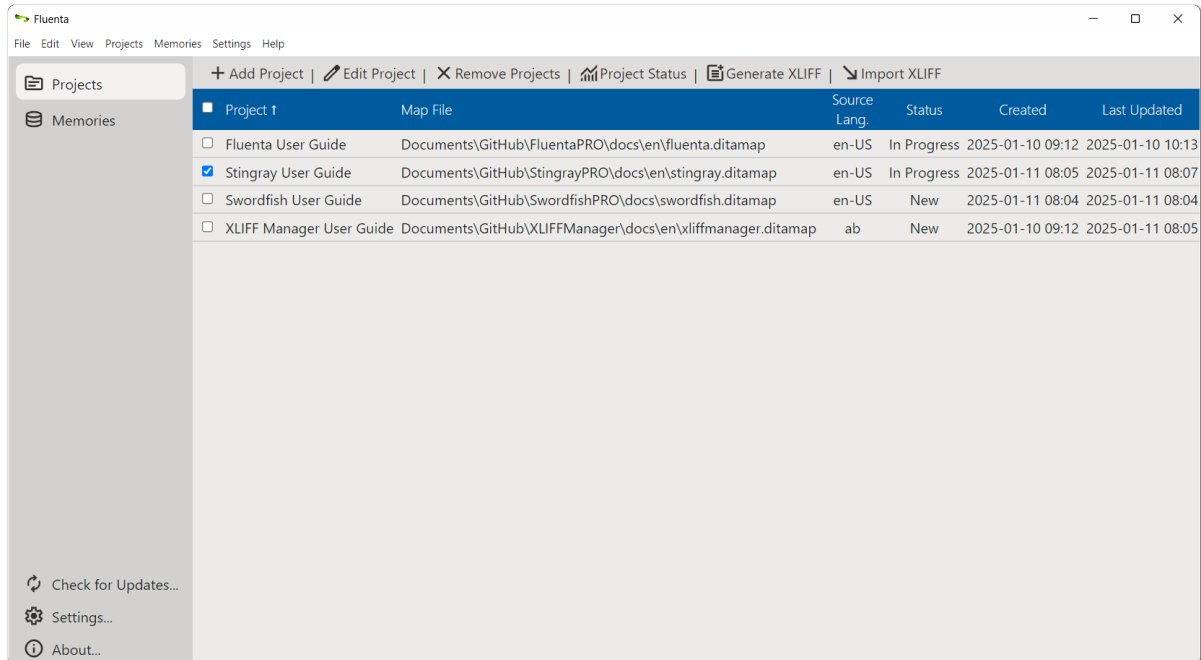 Fluenta
File Edit View Projects Memories Settings Help
Projects
Memories
Add Project | Edit Project | Remove Projects | Project Status | Generate XLIFF | Import XLIFF
Project ↑ Map File Source Lang. Status Created Last Updated
Fluenta User Guide Documents\GitHub\FluentaPRO\docs\en\fluenta.ditamap en-US In Progress 2025-01-10 09:12 2025-01-10 10:13
Stingray User Guide Documents\GitHub\StingrayPRO\docs\en\stingray.ditamap en-US In Progress 2025-01-11 08:05 2025-01-11 08:07
Swordfish User Guide Documents\GitHub\SwordfishPRO\docs\swordfish.ditamap en-US New 2025-01-11 08:04 2025-01-11 08:04
XLIFF Manager User Guide Documents\GitHub\XLIFFManager\docs\en\xliffmanager.ditamap ab New 2025-01-10 09:12 2025-01-11 08:05
Check for Updates...
Settings...
About...